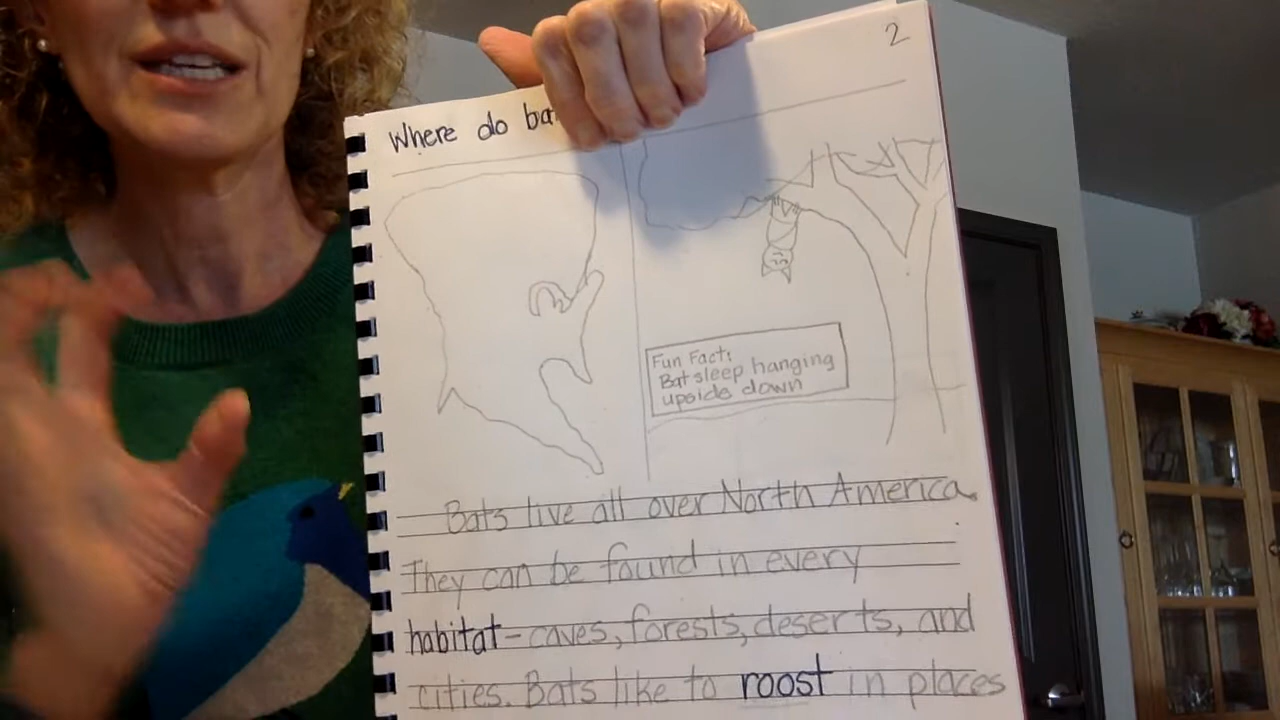 2
Where do ba
Fun Fact:
Bat sleep hanging
upside down
Bats live all over North America.
They can be found in every
habitat - caves, forests, deserts, and
cities. Bats like to roost in places